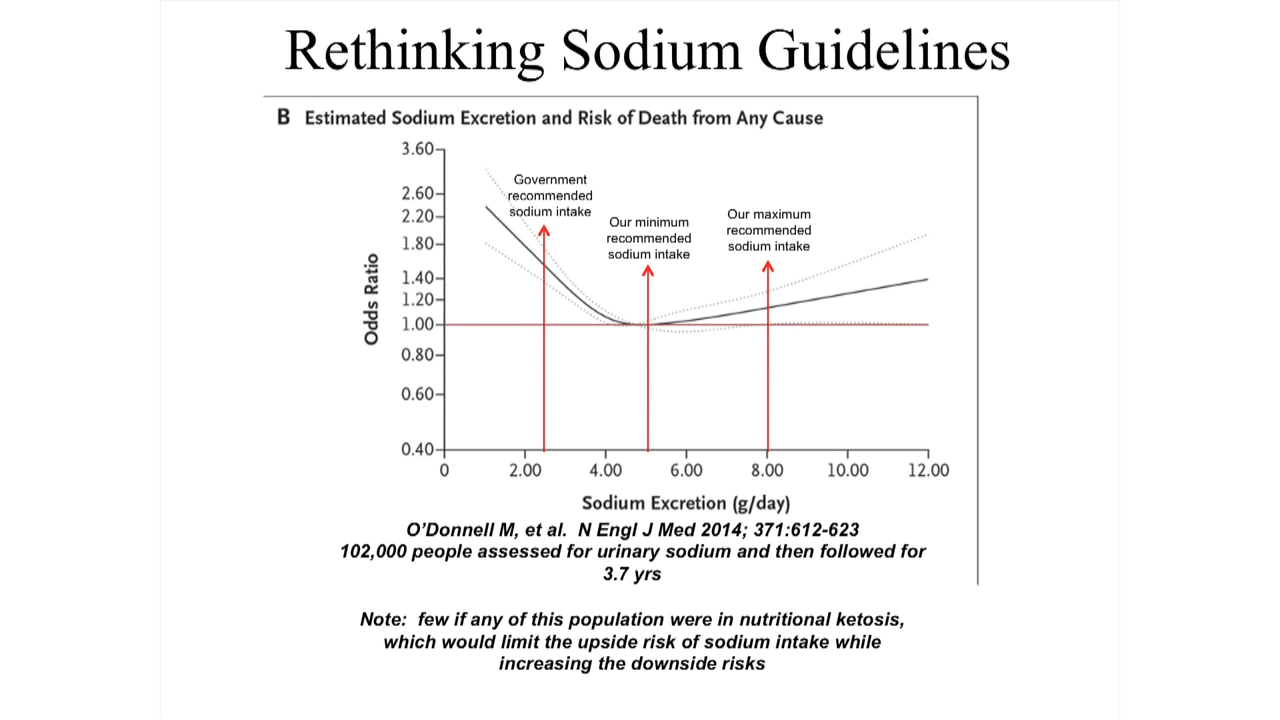 Rethinking Sodium Guidelines
B Estimated Sodium Excretion and Risk of Death from Any Cause
3.60
2.60
2.20
1.80
1.40
1.20
1.00
0.80
0.60
0.40
Odds Ratio
Government
recommended
sodium intake
Our minimum
recommended
sodium intake
Our maximum
recommended
sodium intake
0 2.00 4.00 6.00 8.00 10.00 12.00
Sodium Excretion (g/day)
O’Donnell M, et al. N Engl J Med 2014; 371:612-623
102,000 people assessed for urinary sodium and then followed for
3.7 yrs
Note: few if any of this population were in nutritional ketosis,
which would limit the upside risk of sodium intake while
increasing the downside risks